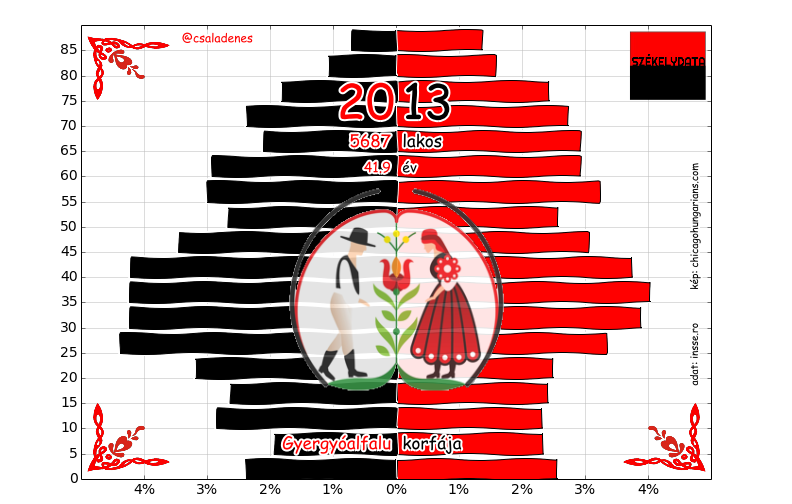 @csaladenes
SZÉKELYDATA
2013
5687 lakos
41,9 év
kép: chicagohungarians.com
adat: insse.ro
Gyergyóalfalu korfája
85
80
75
70
65
60
55
50
45
40
35
30
25
20
15
10
5
0
4% 3% 2% 1% 0% 1% 2% 3% 4%